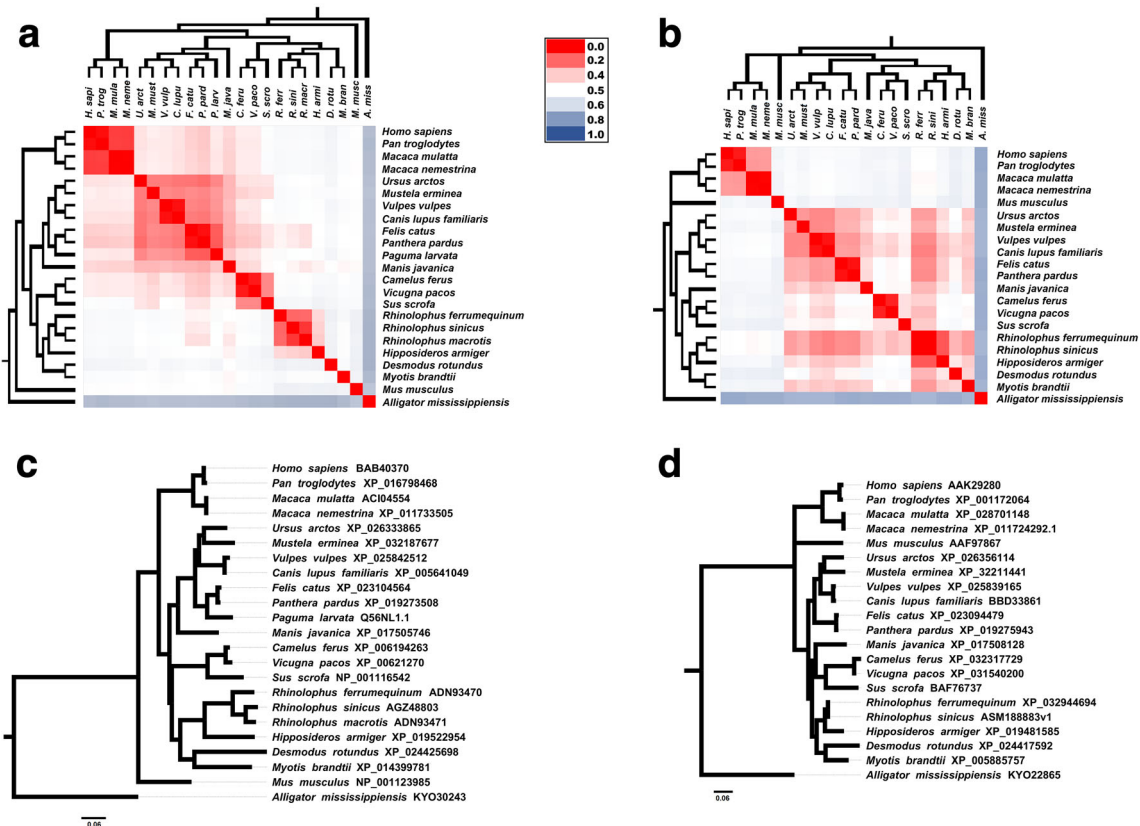 a
H. sapi
P. trog
M. mula
M. neme
U. arct
M. must
V. vulp
C. lupu
F. catu
P. pard
P. larv
M. java
C. feru
V. paco
S. scro
R. ferr
R. sini
R. macr
H. armi
D. rotu
M. bran
M. musc
A. miss
Homo sapiens
Pan troglodytes
Macaca mulatta
Macaca nemestrina
Ursus arctos
Mustela erminea
Vulpes vulpes
Canis lupus familiaris
Felis catus
Panthera pardus
Paguma larvata
Manis javanica
Camelus ferus
Vicugna pacos
Sus scrofa
Rhinolophus ferrumequinum
Rhinolophus sinicus
Rhinolophus macrotis
Hipposideros armiger
Desmodus rotundus
Myotis brandtii
Mus musculus
Alligator mississippiensis
0.0
0.2
0.4
0.6
0.8
1.0
b
H. sapi
P. trog
M. mula
M. neme
M. musc
U. arct
M. must
V. vulp
C. lupu
F. catu
P. pard
M. java
C. feru
V. paco
S. scro
R. ferr
R. sini
H. armi
D. rotu
M. bran
A. miss
Homo sapiens
Pan troglodytes
Macaca mulatta
Macaca nemestrina
Mus musculus
Ursus arctos
Mustela erminea
Vulpes vulpes
Canis lupus familiaris
Felis catus
Panthera pardus
Manis javanica
Camelus ferus
Vicugna pacos
Sus scrofa
Rhinolophus ferrumequinum
Rhinolophus sinicus
Hipposideros armiger
Desmodus rotundus
Myotis brandtii
Alligator mississippiensis
c
Homo sapiens BAB40370
Pan troglodytes XP_016798468
Macaca mulatta ACI04554
Macaca nemestrina XP_011733505
Ursus arctos XP_026333865
Mustela erminea XP_032187677
Vulpes vulpes XP_025842512
Canis lupus familiaris XP_005641049
Felis catus XP_023104564
Panthera pardus XP_019273508
Paguma larvata Q56NL1.1
Manis javanica XP_017505746
Camelus ferus XP_006194263
Vicugna pacos XP_00621270
Sus scrofa NP_001116542
Rhinolophus ferrumequinum ADN93470
Rhinolophus sinicus AGZ48803
Rhinolophus macrotis ADN93471
Hipposideros armiger XP_019522954
Desmodus rotundus XP_024425698
Myotis brandtii XP_014399781
Mus musculus NP_001123985
Alligator mississippiensis KYO30243
0.06
d
Homo sapiens AAK29280
Pan troglodytes XP_001172064
Macaca mulatta XP_028701148
Macaca nemestrina XP_011724292.1
Mus musculus AAF97867
Ursus arctos XP_026356114
Mustela erminea XP_32211441
Vulpes vulpes XP_025839165
Canis lupus familiaris BBD33861
Felis catus XP_023094479
Panthera pardus XP_019275943
Manis javanica XP_017508128
Camelus ferus XP_032317729
Vicugna pacos XP_031540200
Sus scrofa BAF76737
Rhinolophus ferrumequinum XP_032944694
Rhinolophus sinicus ASM188883v1
Hipposideros armiger XP_019481585
Desmodus rotundus XP_024417592
Myotis brandtii XP_005885757
Alligator mississippiensis KYO22865
0.06